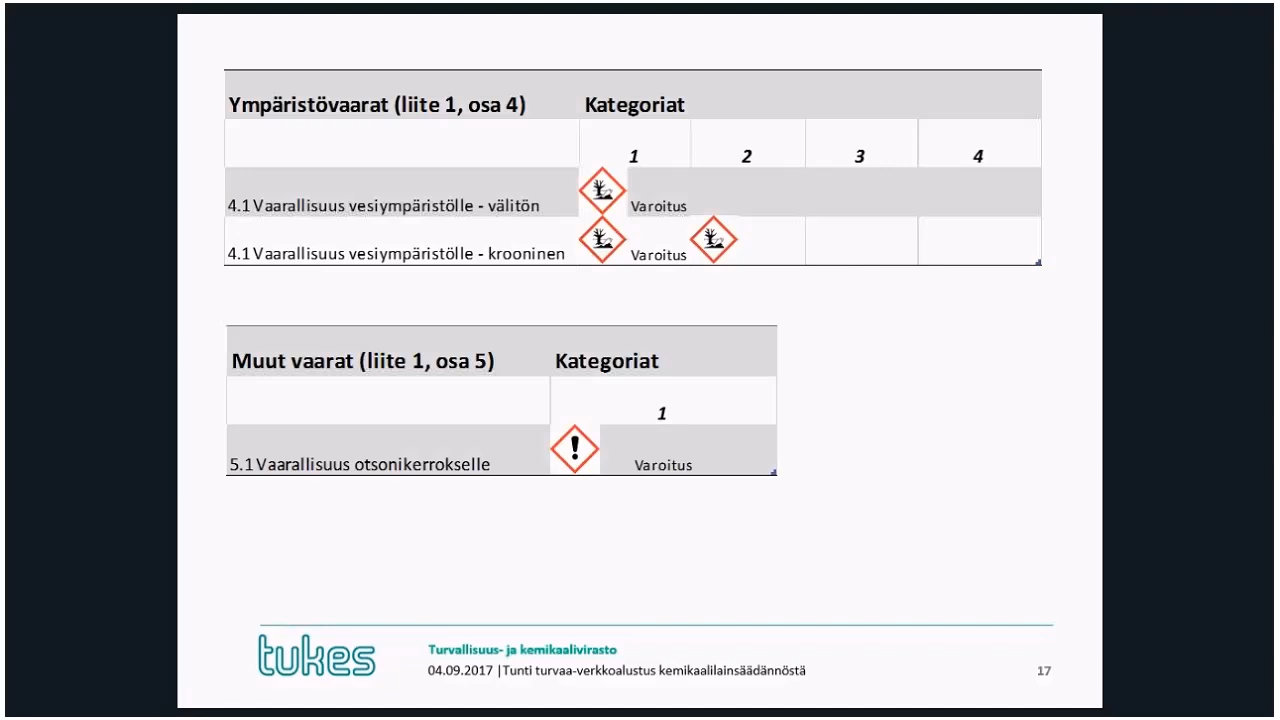 Ympäristövaarat (liite 1, osa 4) Kategoriat
1 2 3 4
4.1 Vaarallisuus vesiympäristölle - välitön Varoitus
4.1 Vaarallisuus vesiympäristölle - krooninen Varoitus
Muut vaarat (liite 1, osa 5) Kategoriat
1
5.1 Vaarallisuus otsonikerrokselle ! Varoitus
tukes
Turvallisuus- ja kemikaalivirasto
04.09.2017 | Tunti turvaa-verkkoalustus kemikaalilainsäädännöstä 17